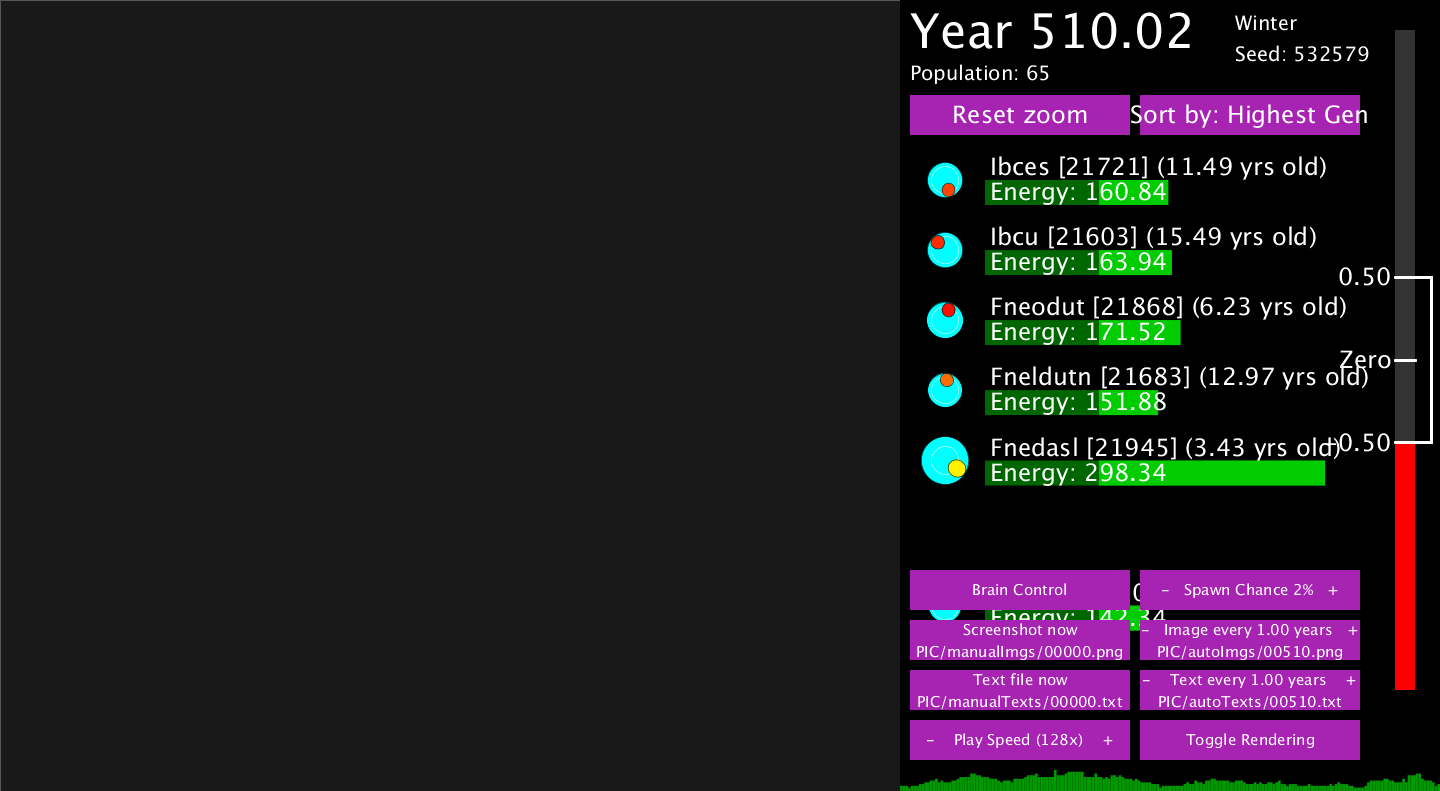 Year 510.02
Winter
Seed: 532579
Population: 65
Reset zoom
Sort by: Highest Gen
Ibces [21721] (11.49 yrs old)
Energy: 160.84
Ibcu [21603] (15.49 yrs old)
Energy: 163.94
0.50
Fneodut [21868] (6.23 yrs old)
Energy: 171.52
Zero
Fneldutn [21683] (12.97 yrs old)
Energy: 151.88
Fnedasl [21945] (3.43 yrs old)
-0.50
Energy: 298.34
Brain Control
- Spawn Chance 2% +
Energy: 142.34
Screenshot now
PIC/manualImgs/00000.png
- Image every 1.00 years +
PIC/autoImgs/00510.png
Text file now
PIC/manualTexts/00000.txt
- Text every 1.00 years +
PIC/autoTexts/00510.txt
- Play Speed (128x) +
Toggle Rendering